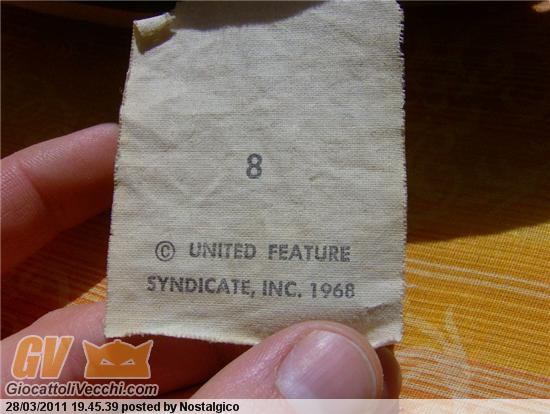 8
© UNITED FEATURE
SYNDICATE, INC. 1968
GV
GiocattoliVecchi.com
28/03/2011 19.45.39 posted by Nostalgico